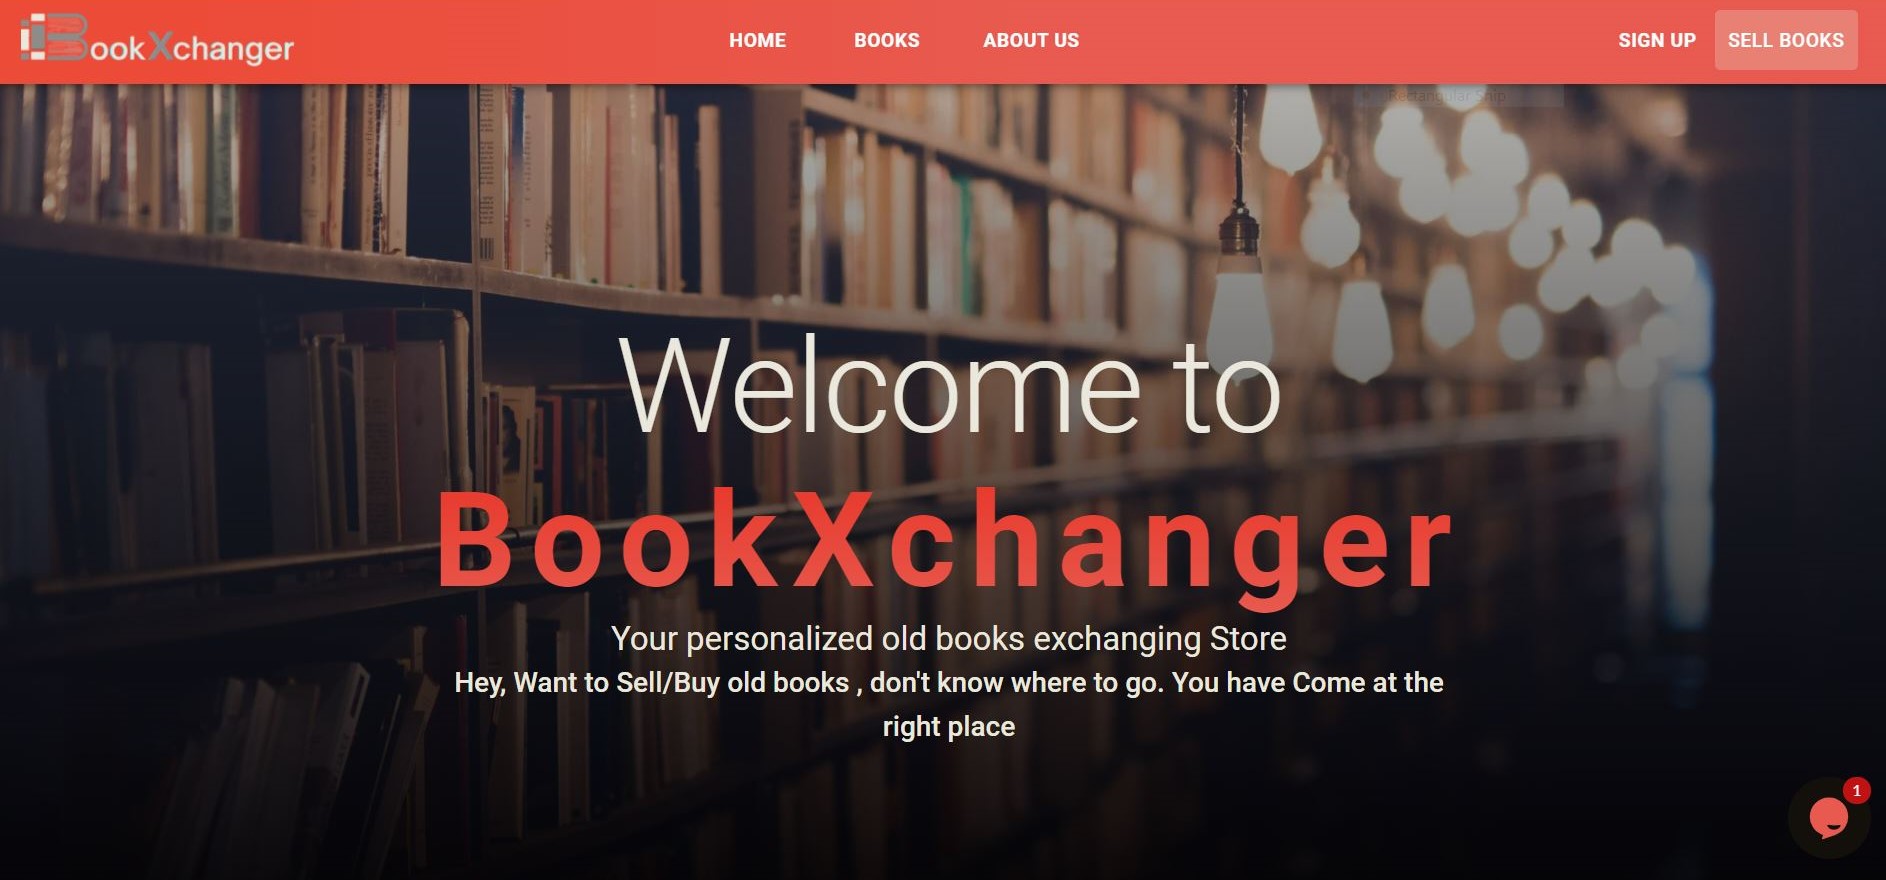 BookXchanger
HOME BOOKS ABOUT US SIGN UP SELL BOOKS
Rectangular Snip
Welcome to
BookXchanger
Your personalized old books exchanging Store
Hey, Want to Sell/Buy old books , don't know where to go. You have Come at the
right place
1